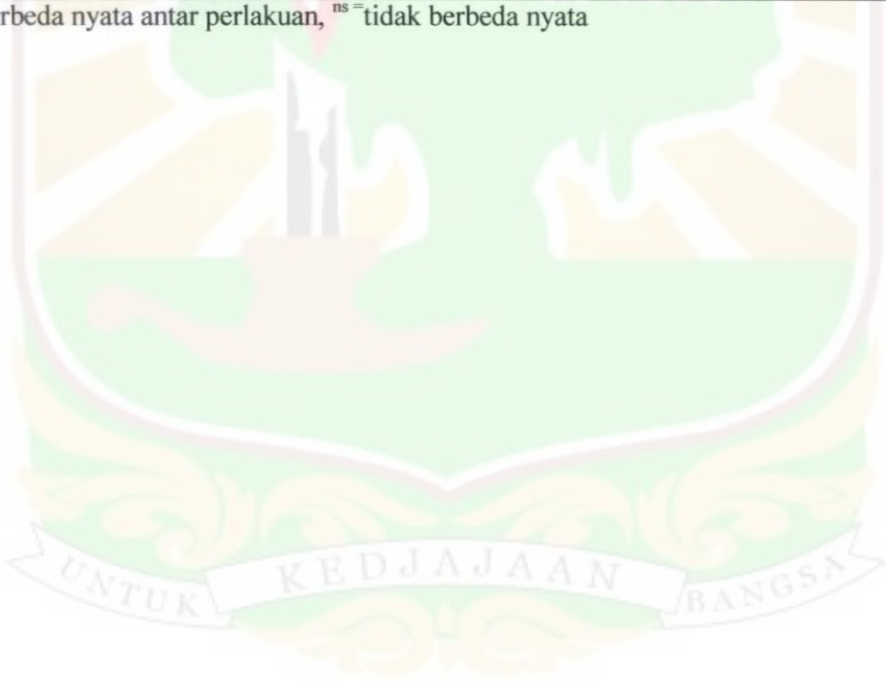 rbeda nyata antar perlakuan, ns = tidak berbeda nyata
UNTUK KEDJAJAAN BANGSA